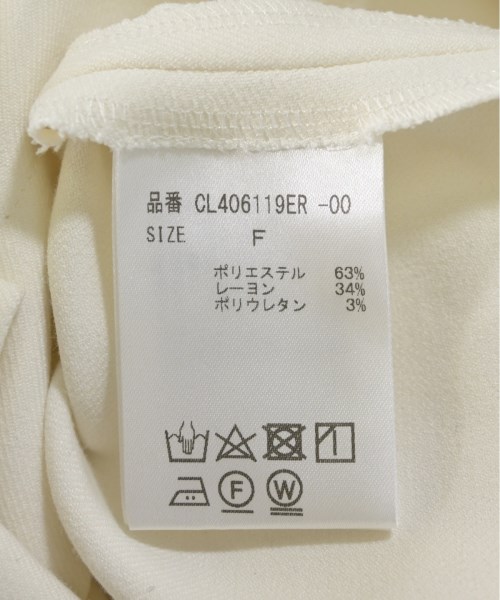 品番 CL406119ER -00
SIZE F
ポリエステル 63%
レーヨン 34%
ポリウレタン 3%
F W